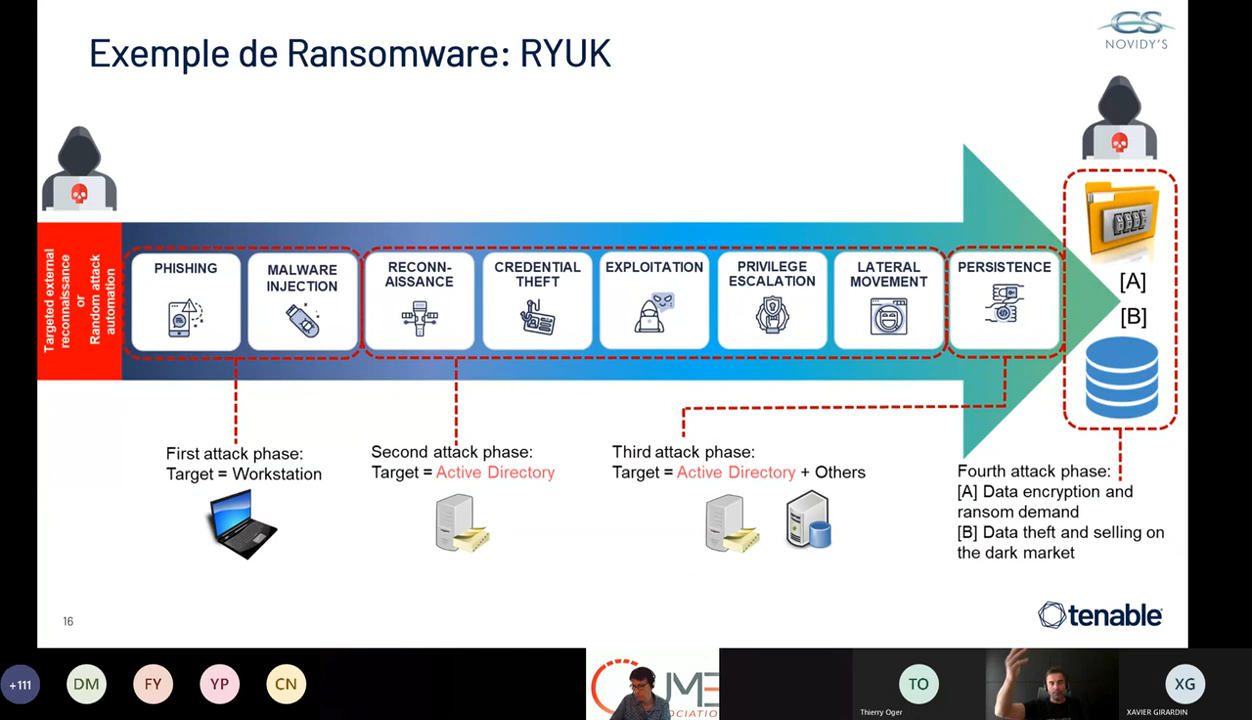 Exemple de Ransomware: RYUK
CS
NOVIDY'S
Targeted external
reconnaissance
or
Random attack
automation
PHISHING
MALWARE
INJECTION
RECONN-
AISSANCE
CREDENTIAL
THEFT
EXPLOITATION
PRIVILEGE
ESCALATION
LATERAL
MOVEMENT
PERSISTENCE
[A]
[B]
First attack phase:
Target = Workstation
Second attack phase:
Target = Active Directory
Third attack phase:
Target = Active Directory + Others
Fourth attack phase:
[A] Data encryption and
ransom demand
[B] Data theft and selling on
the dark market
16
tenable
+111
DM
FY
YP
CN
TO
Thierry Oger
XG
XAVIER GIRARDIN